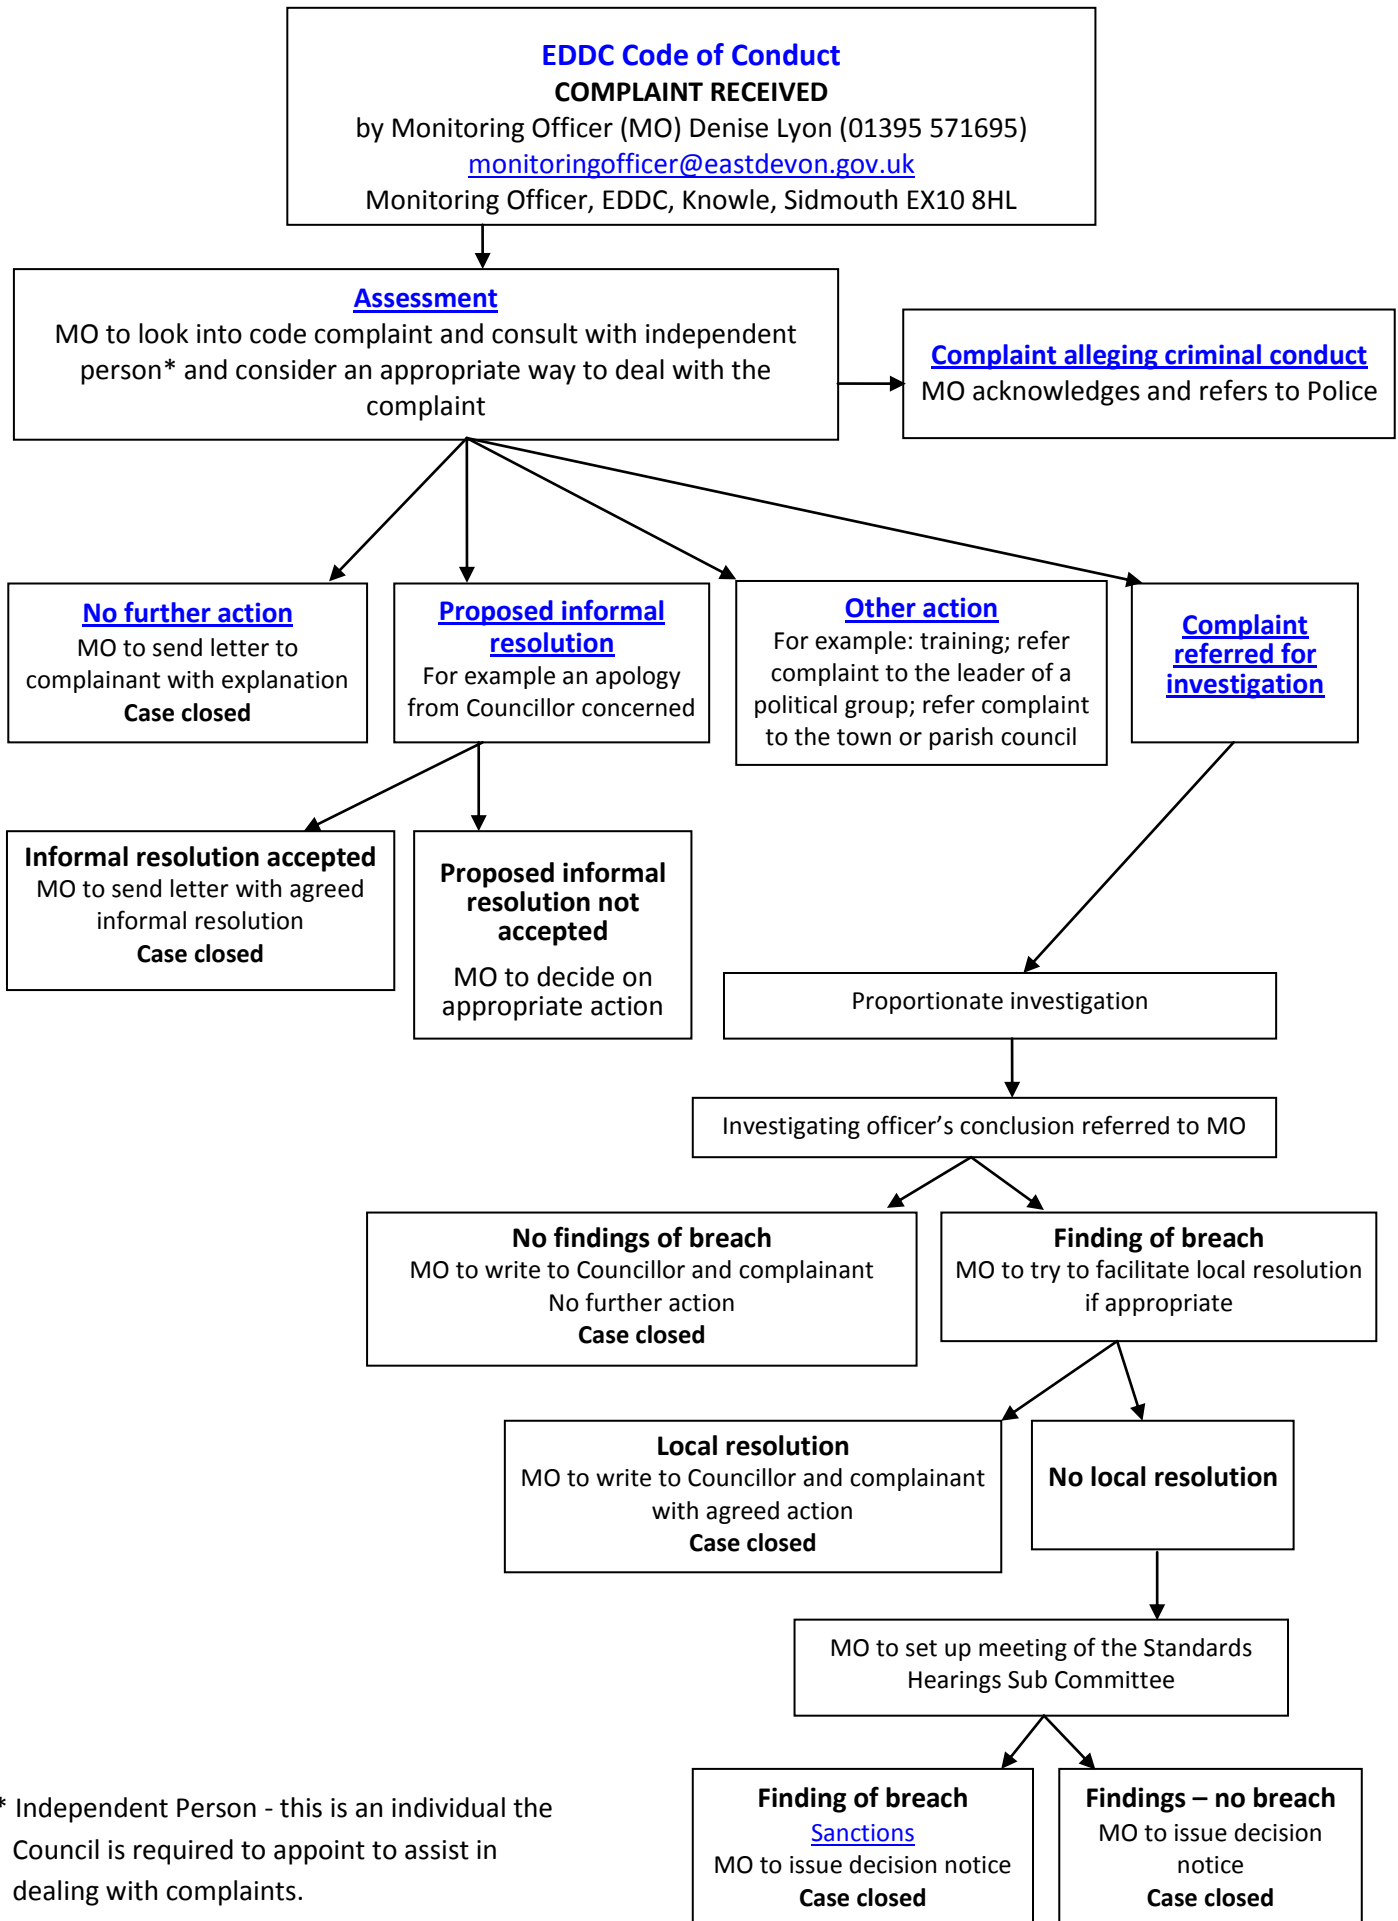 EDDC Code of Conduct
COMPLAINT RECEIVED
by Monitoring Officer (MO) Denise Lyon (01395 571695)
monitoringofficer@eastdevon.gov.uk
Monitoring Officer, EDDC, Knowle, Sidmouth EX10 8HL
Assessment
MO to look into code complaint and consult with independent
person* and consider an appropriate way to deal with the
complaint
Complaint alleging criminal conduct
MO acknowledges and refers to Police
No further action
MO to send letter to
complainant with explanation
Case closed
Proposed informal
resolution
For example an apology
from Councillor concerned
Other action
For example: training; refer
complaint to the leader of a
political group; refer complaint
to the town or parish council
Complaint
referred for
investigation
Informal resolution accepted
MO to send letter with agreed
informal resolution
Case closed
Proposed informal
resolution not
accepted
MO to decide on
appropriate action
Proportionate investigation
Investigating officer’s conclusion referred to MO
No findings of breach
MO to write to Councillor and complainant
No further action
Case closed
Finding of breach
MO to try to facilitate local resolution
if appropriate
Local resolution
MO to write to Councillor and complainant
with agreed action
Case closed
No local resolution
MO to set up meeting of the Standards
Hearings Sub Committee
Finding of breach
Sanctions
MO to issue decision notice
Case closed
Findings – no breach
MO to issue decision
notice
Case closed
* Independent Person - this is an individual the
Council is required to appoint to assist in
dealing with complaints.